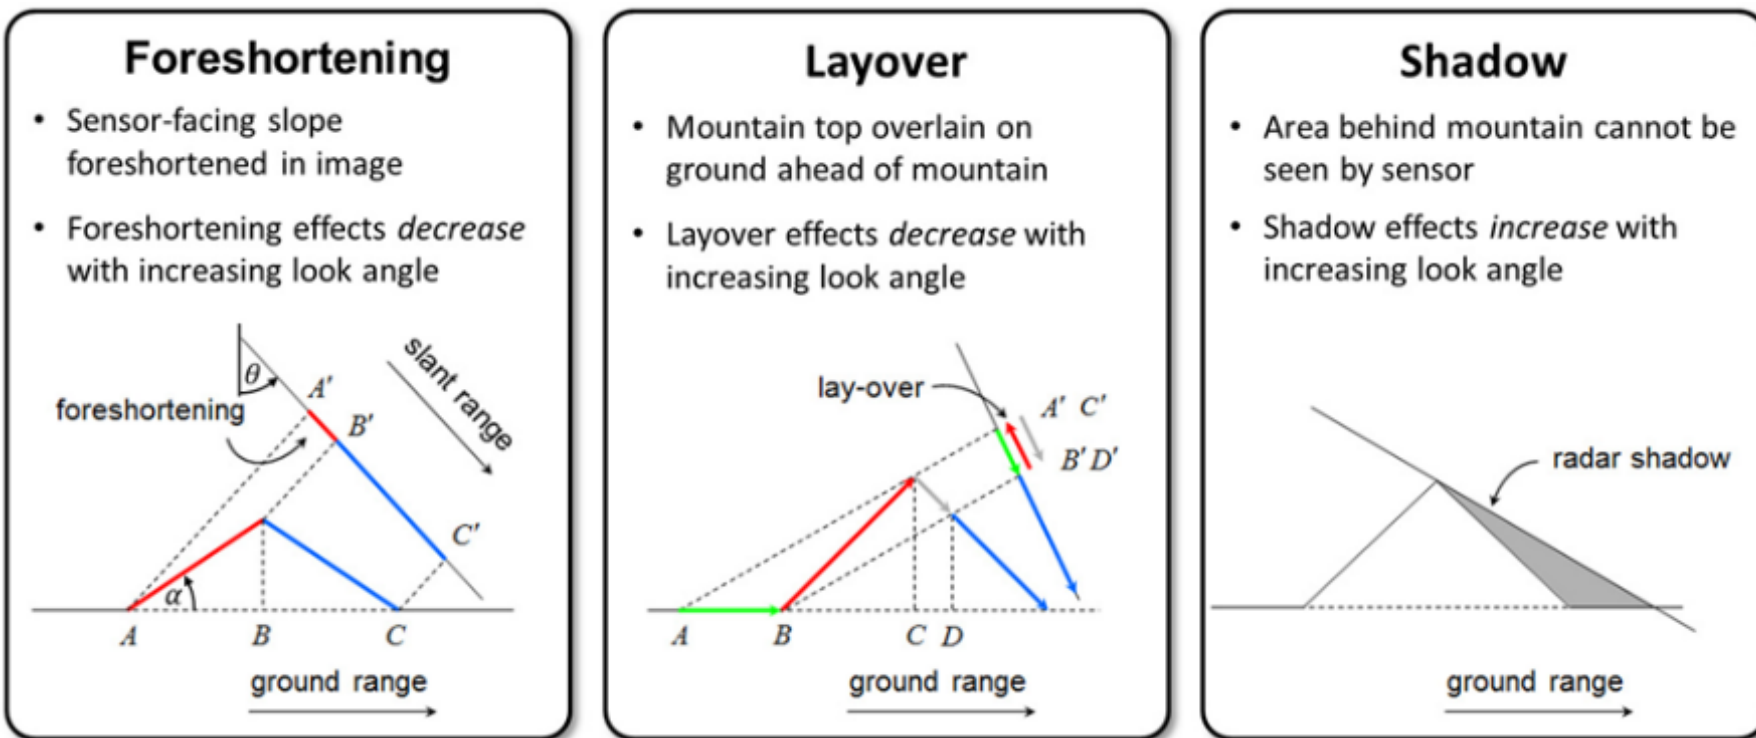 Foreshortening
• Sensor-facing slope
foreshortened in image
• Foreshortening effects decrease
with increasing look angle
θ
A'
slant range
foreshortening
B'
C'
α
A B C
ground range
Layover
• Mountain top overlain on
ground ahead of mountain
• Layover effects decrease with
increasing look angle
lay-over
A' C'
B' D'
A B C D
ground range
Shadow
• Area behind mountain cannot be
seen by sensor
• Shadow effects increase with
increasing look angle
radar shadow
ground range